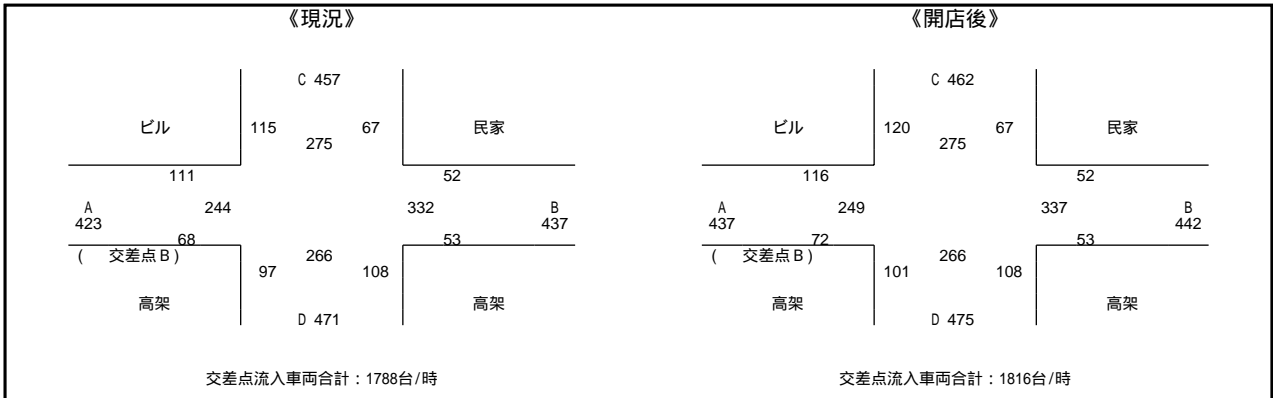 《現況》
C 457
ビル
115
67
275
民家
111
52
A
423
244
332
B
437
68
53
( 交差点B)
97
266
108
高架
高架
D 471
交差点流入車両合計：1788台/時
《開店後》
C 462
ビル
120
67
275
民家
116
52
A
437
249
337
B
442
72
53
( 交差点B)
101
266
108
高架
高架
D 475
交差点流入車両合計：1816台/時